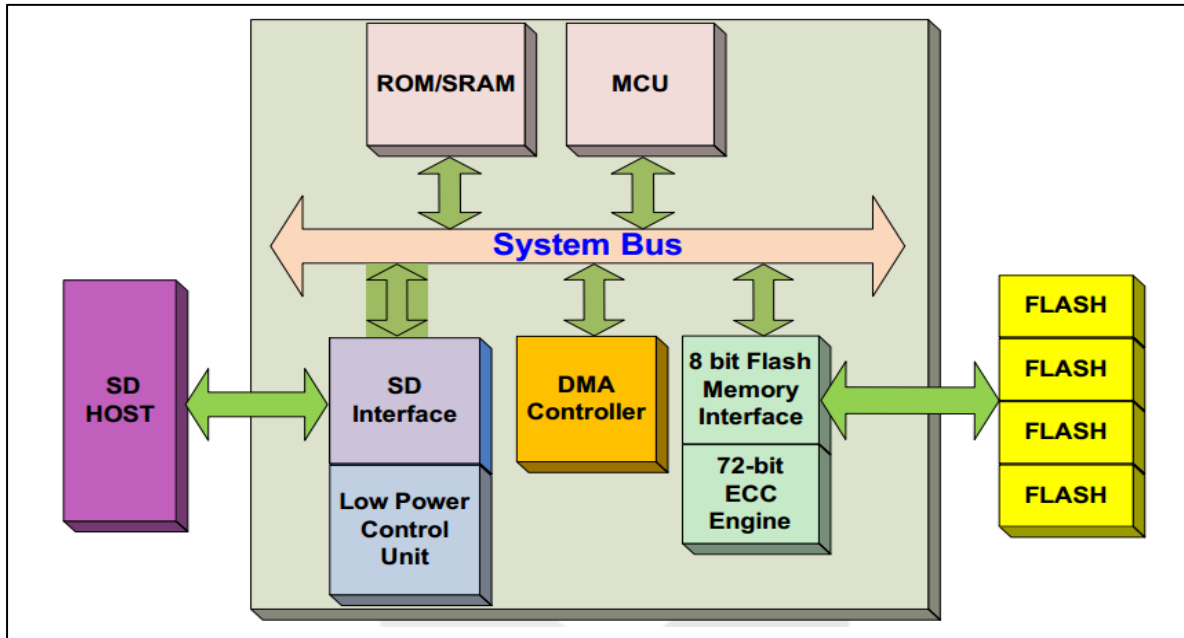 ROM/SRAM
MCU
System Bus
SD
HOST
SD
Interface
Low Power
Control
Unit
DMA
Controller
8 bit Flash
Memory
Interface
72-bit
ECC
Engine
FLASH
FLASH
FLASH
FLASH